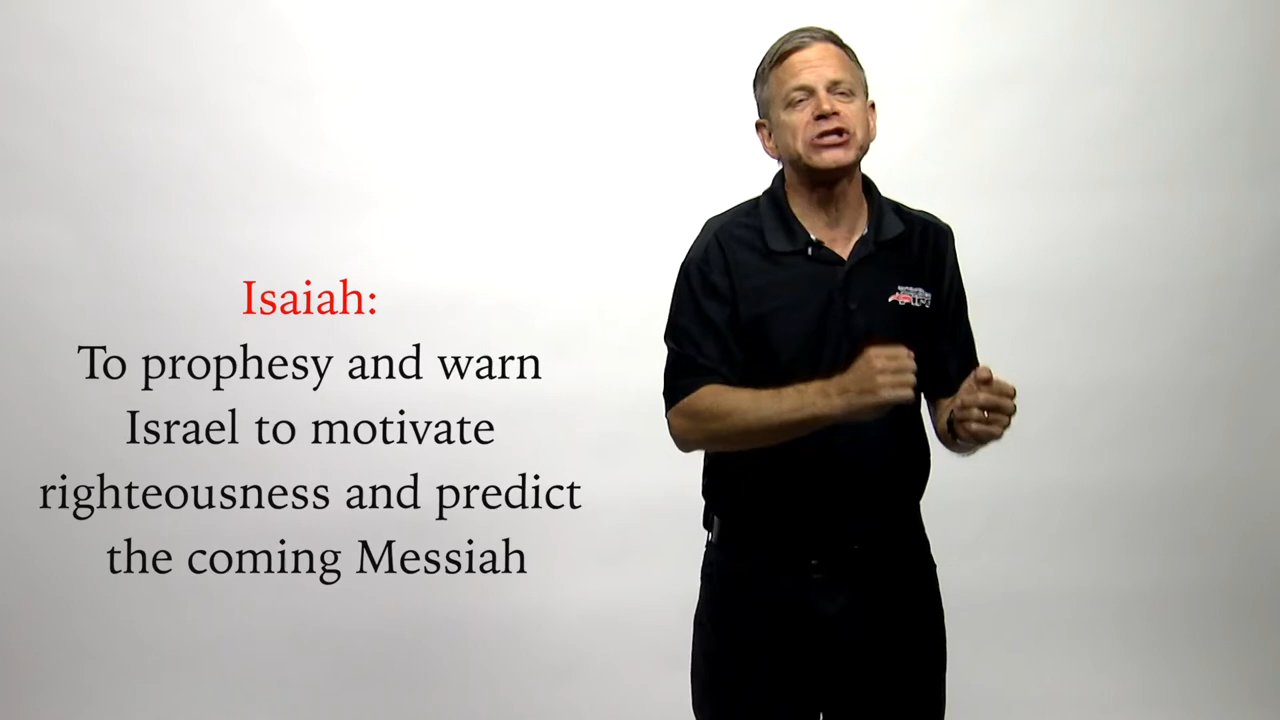 Isaiah:
To prophesy and warn
Israel to motivate
righteousness and predict
the coming Messiah